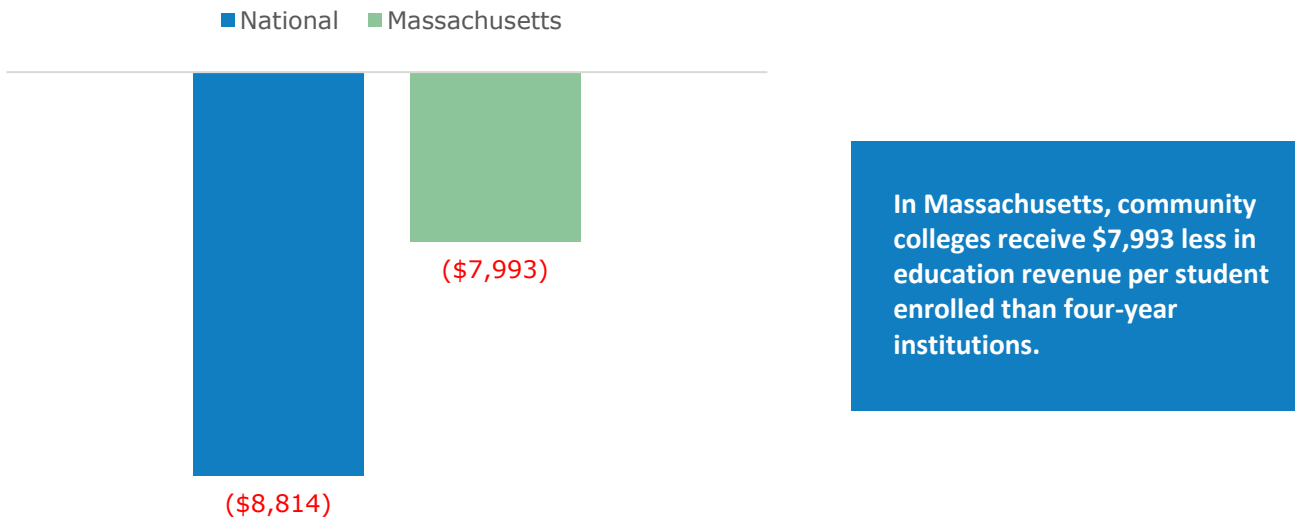 National Massachusetts
($7,993)
($8,814)
In Massachusetts, community
colleges receive $7,993 less in
education revenue per student
enrolled than four-year
institutions.